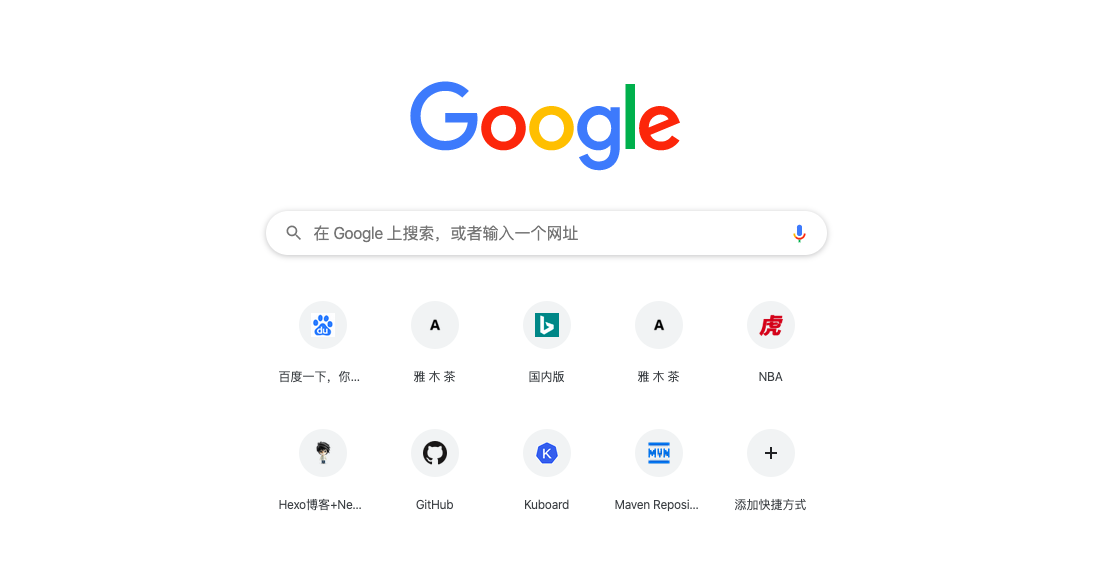 Google
在 Google 上搜索，或者输入一个网址
du
A
A
虎
百度一下，你...
雅 木 茶
国内版
雅 木 茶
NBA
K
MVN
Hexo博客+Ne...
GitHub
Kuboard
Maven Reposi...
添加快捷方式